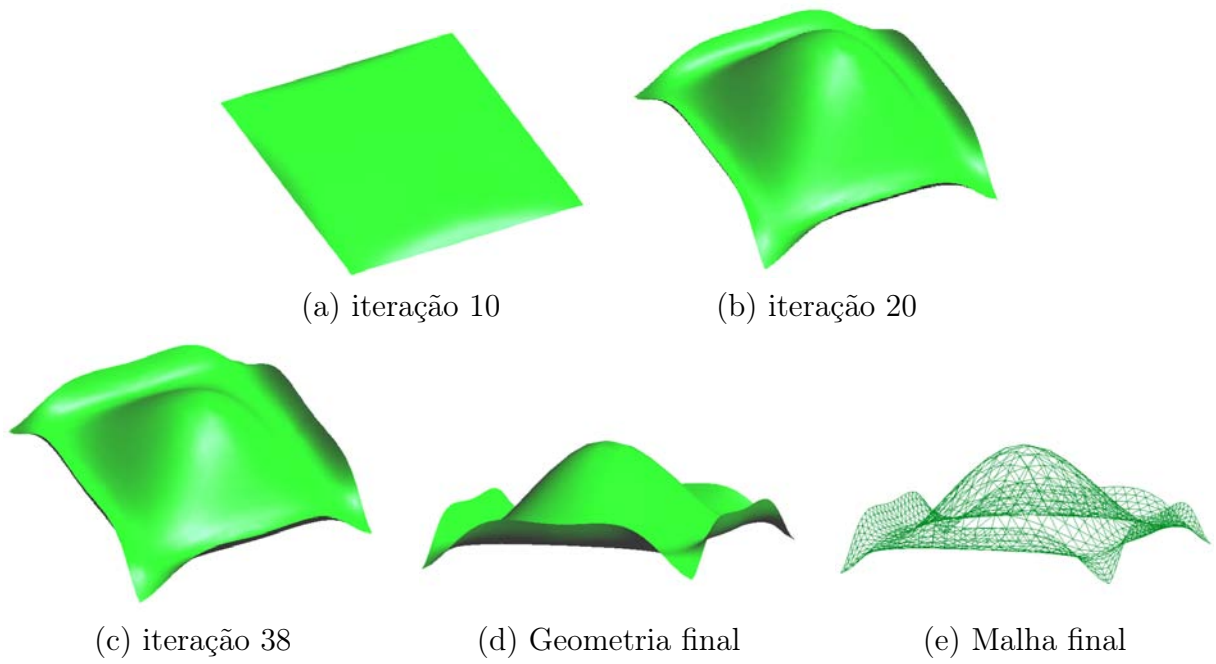 (a) iteração 10
(b) iteração 20
(c) iteração 38
(d) Geometria final
(e) Malha final